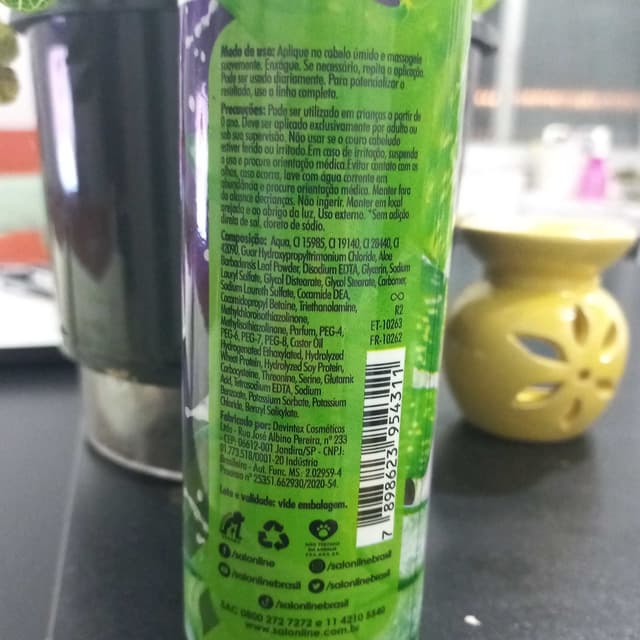 Modo de uso: Aplique no cabelo úmido e massageie
suavemente. Enxágue. Se necessário, repita a aplicação.
Pode ser usado diariamente. Para potencializar o
resultado, use a linha completa.
Precauções: Pode ser utilizado em crianças a partir de
0 ano. Deve ser aplicado exclusivamente por adulto ou
sob sua supervisão. Não usar se o couro cabeludo
estiver ferido ou irritado. Em caso de irritação, suspenda
o uso e procure orientação médica. Evitar contato com os
olhos, caso ocorra, lave com água corrente em
abundância e procure orientação médica. Manter fora
do alcance decrianças. Não ingerir. Manter em local
arejado e ao abrigo da luz. Uso externo. *Sem adição
direta de sal, cloreto de sódio.
Composição: Aqua, CI 15985, CI 19140, CI 28440, CI
42090, Guar Hydroxypropyltrimonium Chloride, Aloe
Barbadensis Leaf Powder, Disodium EDTA, Glycerin, Sodium
Lauryl Sulfate, Glycol Distearate, Glycol Stearate, Carbomer,
Sodium Laureth Sulfate, Cocamide DEA,
Cocamidopropyl Betaine, Triethanolamine,
Methylchloroisothiazolinone,
Methylisothiazolinone, Parfum, PEG-4,
PEG-6, PEG-7, PEG-8, Castor Oil
Hydrogenated Ethoxylated, Hydrolyzed
Wheat Protein, Hydrolyzed Soy Protein,
Carbocysteine, Threonine, Serine, Glutamic
Acid, Tetrasodium EDTA, Sodium
Benzoate, Potassium Sorbate, Potassium
Chloride, Benzyl Salicylate.
R2
ET-10263
FR-10262
7 898623 954311
Fabricado por: Devintex Cosméticos
Ltda - Rua José Albino Pereira, nº 233
- CEP: 06612-001 Jandira/SP - CNPJ:
01.773.518/0001-20 Indústria
Brasileira - Aut. Func. MS: 2.02959-4
Processo nº 25351.662930/2020-54.
Lote e validade: vide embalagem.
NÃO TESTADO
EM ANIMAIS
/salonline
/salonlinebrasil
/salonlinebrasil
/salonlinebrasil
/salonlinebrasil
SAC 0800 272 7272 e 11 4210 5540
www.salonline.com.br